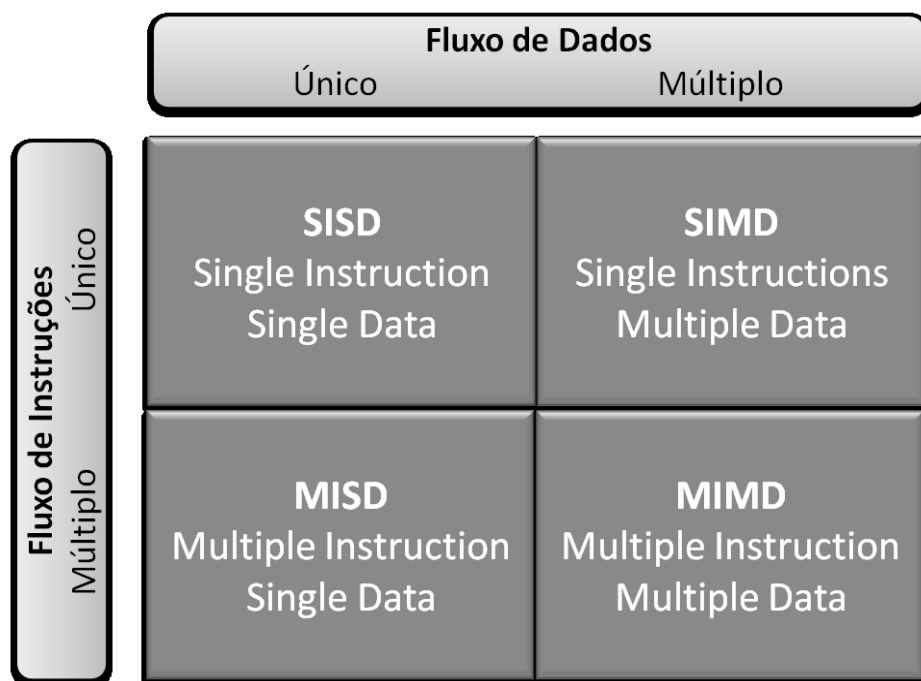 Fluxo de Dados
Único Múltiplo
Fluxo de Instruções
Único
Múltiplo
SISD
Single Instruction
Single Data
SIMD
Single Instructions
Multiple Data
MISD
Multiple Instruction
Single Data
MIMD
Multiple Instruction
Multiple Data